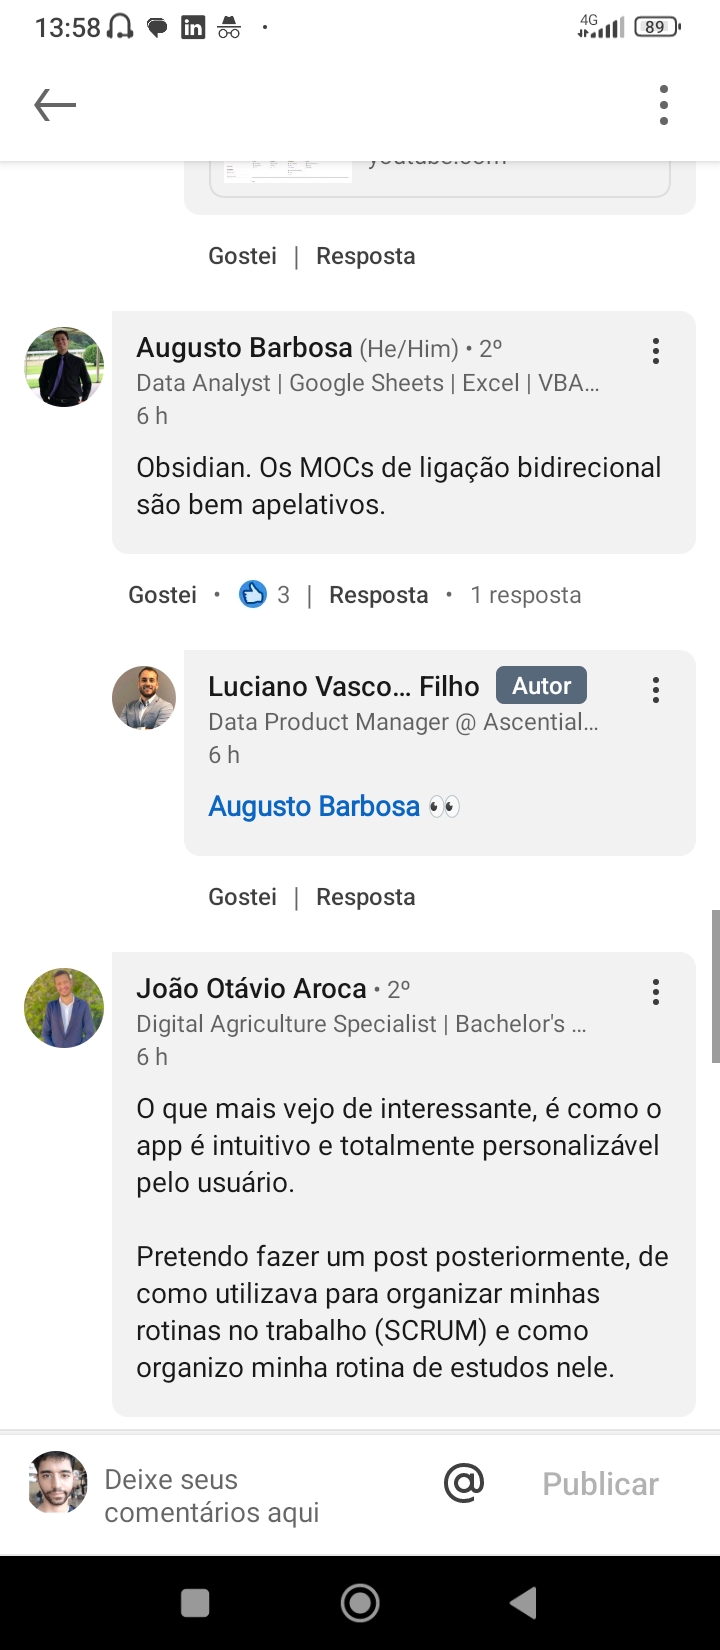 13:58
4G
89
youtube.com
Gostei | Resposta
Augusto Barbosa (He/Him) • 2º
Data Analyst | Google Sheets | Excel | VBA...
6 h
Obsidian. Os MOCs de ligação bidirecional
são bem apelativos.
Gostei • 3 | Resposta • 1 resposta
Luciano Vasco... Filho Autor
Data Product Manager @ Ascential...
6 h
Augusto Barbosa 👀
Gostei | Resposta
João Otávio Aroca • 2º
Digital Agriculture Specialist | Bachelor's ...
6 h
O que mais vejo de interessante, é como o
app é intuitivo e totalmente personalizável
pelo usuário.
Pretendo fazer um post posteriormente, de
como utilizava para organizar minhas
rotinas no trabalho (SCRUM) e como
organizo minha rotina de estudos nele.
Deixe seus
comentários aqui
@ Publicar